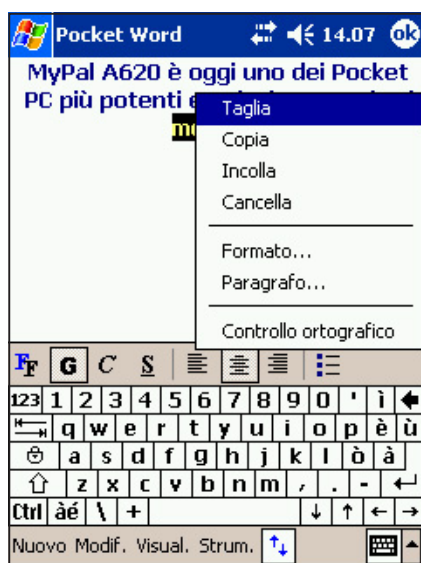 Pocket Word 14.07 ok
MyPal A620 è oggi uno dei Pocket
PC più potenti
Taglia
Copia
Incolla
Cancella
Formato...
Paragrafo...
Controllo ortografico
FF G C S
123 1 2 3 4 5 6 7 8 9 0 ' ì
q w e r t y u i o p è ù
a s d f g h j k l ò à
z x c v b n m , . -
Ctrl àé \ +
Nuovo Modif. Visual. Strum.